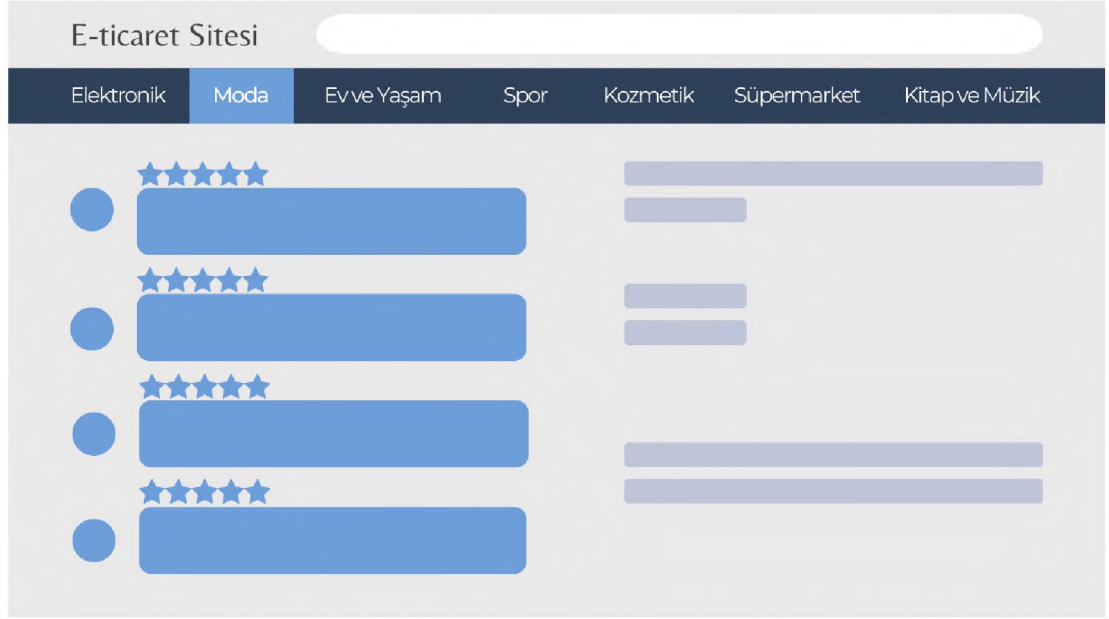 E-ticaret Sitesi
Elektronik Moda Ev ve Yaşam Spor Kozmetik Süpermarket Kitap ve Müzik